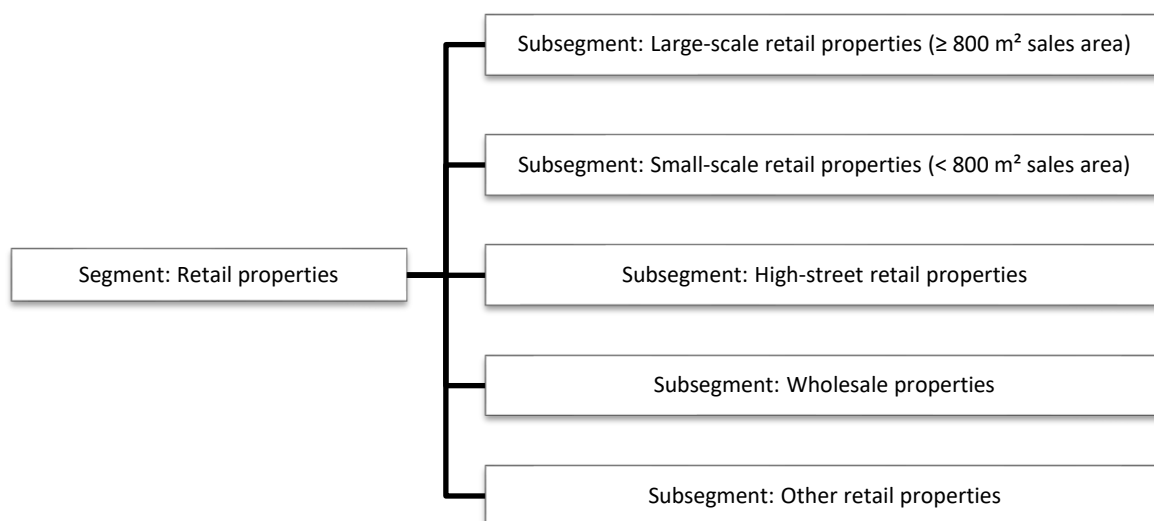 Subsegment: Large-scale retail properties (≥ 800 m² sales area)
Subsegment: Small-scale retail properties (< 800 m² sales area)
Segment: Retail properties
Subsegment: High-street retail properties
Subsegment: Wholesale properties
Subsegment: Other retail properties